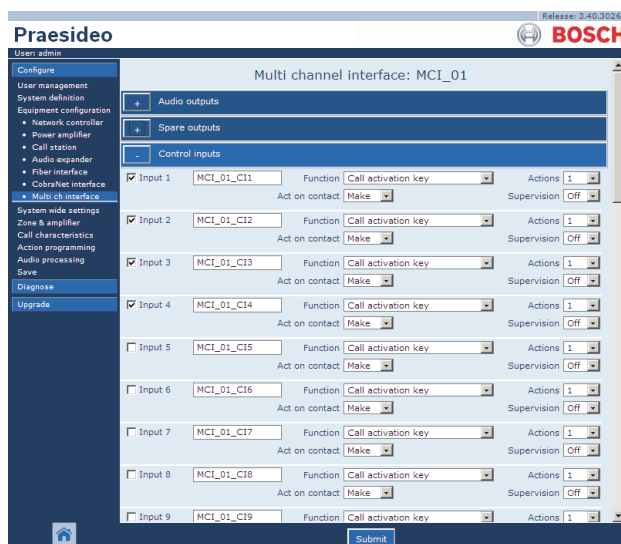 Release: 3.40.3026
Praesideo
BOSCH
User: admin
Configure
User management
System definition
Equipment configuration
• Network controller
• Power amplifier
• Call station
• Audio expander
• Fiber interface
• CobraNet interface
• Multi ch interface
System wide settings
Zone & amplifier
Call characteristics
Action programming
Audio processing
Save
Diagnose
Upgrade
Multi channel interface: MCI_01
+ Audio outputs
+ Spare outputs
- Control inputs
Input 1 MCI_01_CI1 Function Call activation key Actions 1
Act on contact Make Supervision Off
Input 2 MCI_01_CI2 Function Call activation key Actions 1
Act on contact Make Supervision Off
Input 3 MCI_01_CI3 Function Call activation key Actions 1
Act on contact Make Supervision Off
Input 4 MCI_01_CI4 Function Call activation key Actions 1
Act on contact Make Supervision Off
Input 5 MCI_01_CI5 Function Call activation key Actions 1
Act on contact Make Supervision Off
Input 6 MCI_01_CI6 Function Call activation key Actions 1
Act on contact Make Supervision Off
Input 7 MCI_01_CI7 Function Call activation key Actions 1
Act on contact Make Supervision Off
Input 8 MCI_01_CI8 Function Call activation key Actions 1
Act on contact Make Supervision Off
Input 9 MCI_01_CI9 Function Call activation key Actions 1
Submit